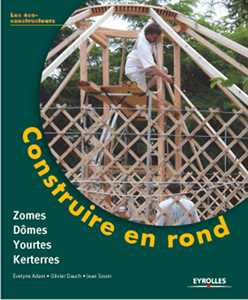 Les éco-
constructeurs
Construire en rond
Zomes
Dômes
Yourtes
Kerterres
Evelyne Adam • Olivier Dauch • Jean Soum
EYROLLES